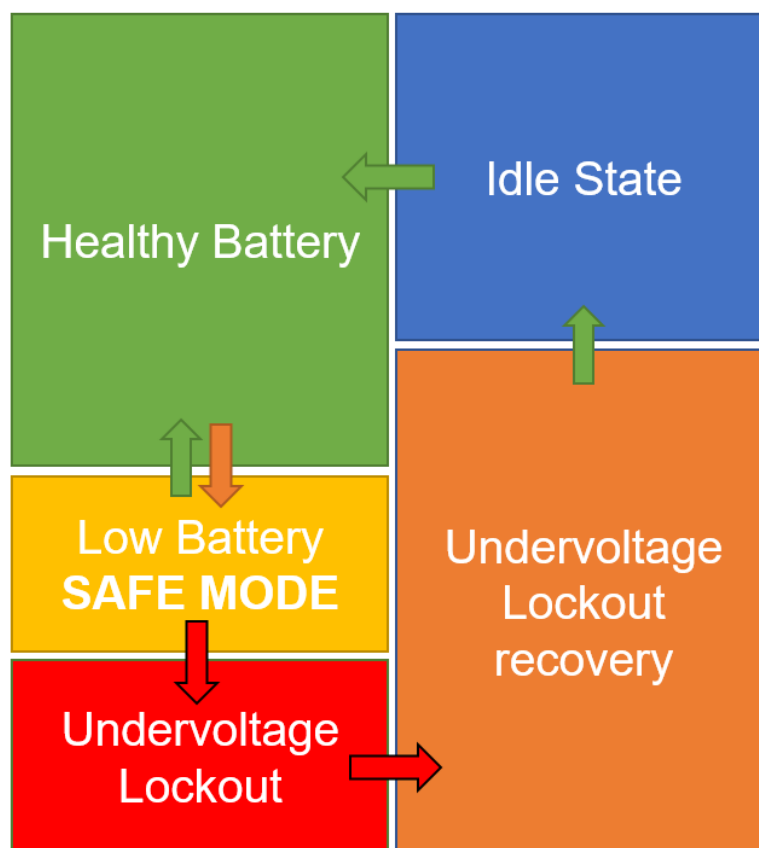 Healthy Battery
Idle State
Low Battery
SAFE MODE
Undervoltage
Lockout
Undervoltage
Lockout
recovery